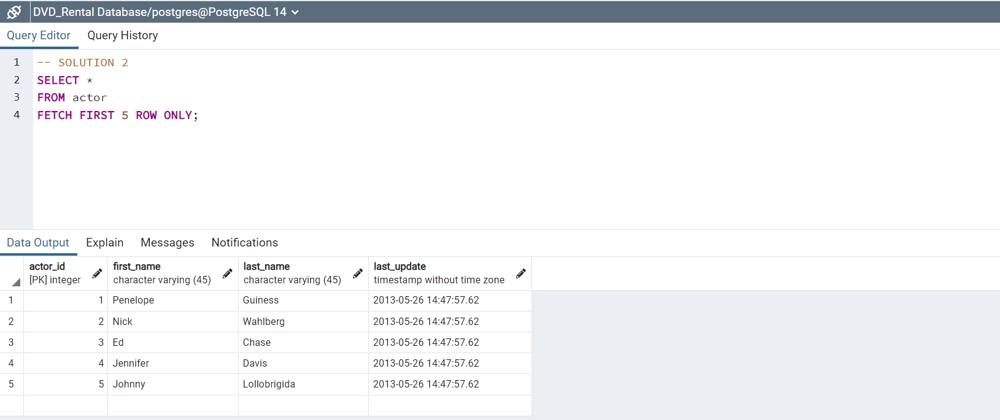 DVD_Rental Database/postgres@PostgreSQL 14
Query Editor Query History
1 -- SOLUTION 2
2 SELECT *
3 FROM actor
4 FETCH FIRST 5 ROW ONLY;
Data Output Explain Messages Notifications
actor_id first_name last_name last_update
[PK] integer character varying (45) character varying (45) timestamp without time zone
1 1 Penelope Guiness 2013-05-26 14:47:57.62
2 2 Nick Wahlberg 2013-05-26 14:47:57.62
3 3 Ed Chase 2013-05-26 14:47:57.62
4 4 Jennifer Davis 2013-05-26 14:47:57.62
5 5 Johnny Lollobrigida 2013-05-26 14:47:57.62